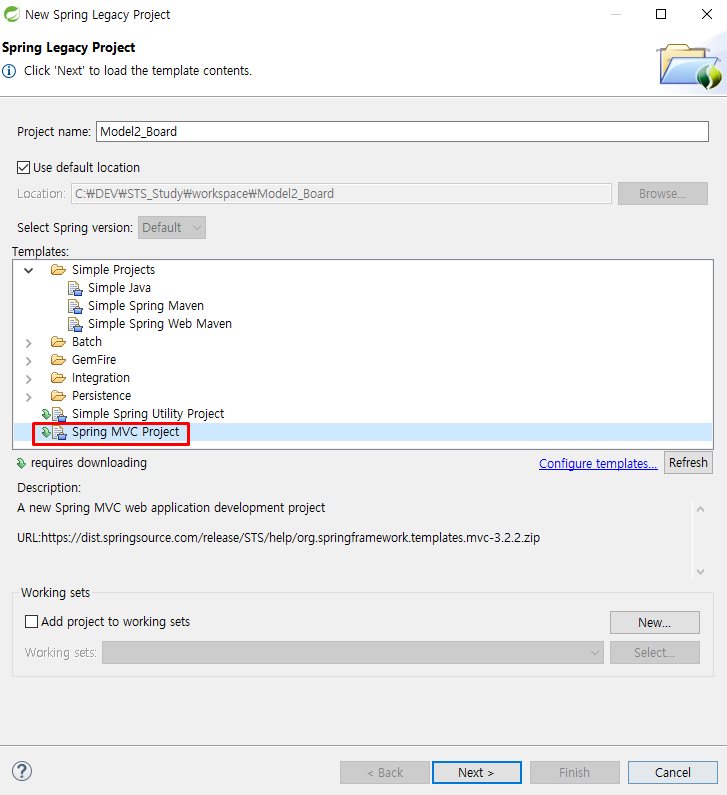 New Spring Legacy Project
Spring Legacy Project
Click 'Next' to load the template contents.
Project name: Model2_Board
Use default location
Location: C:₩DEV₩STS_Study₩workspace₩Model2_Board Browse...
Select Spring version: Default
Templates:
Simple Projects
Simple Java
Simple Spring Maven
Simple Spring Web Maven
Batch
GemFire
Integration
Persistence
Simple Spring Utility Project
Spring MVC Project
requires downloading Configure templates... Refresh
Description:
A new Spring MVC web application development project
URL:https://dist.springsource.com/release/STS/help/org.springframework.templates.mvc-3.2.2.zip
Working sets
Add project to working sets New...
Working sets: Select...
? < Back Next > Finish Cancel